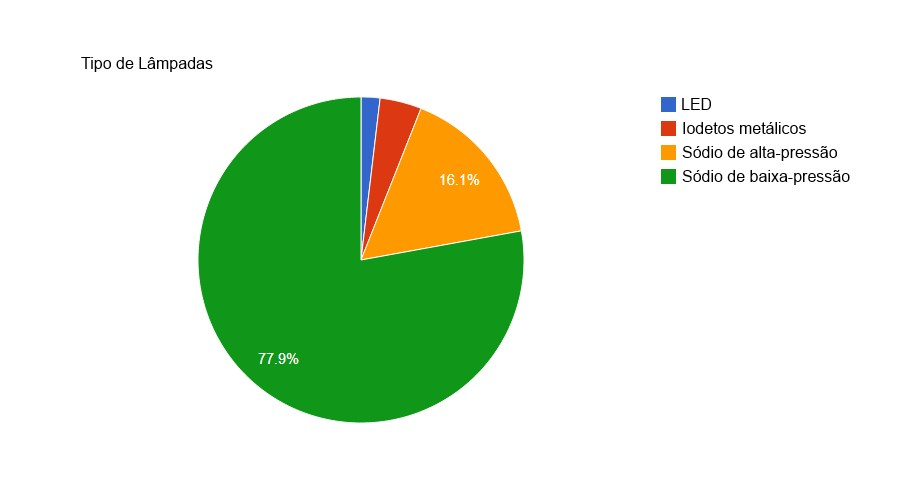 Tipo de Lâmpadas
LED
Iodetos metálicos
Sódio de alta-pressão
Sódio de baixa-pressão
16.1%
77.9%